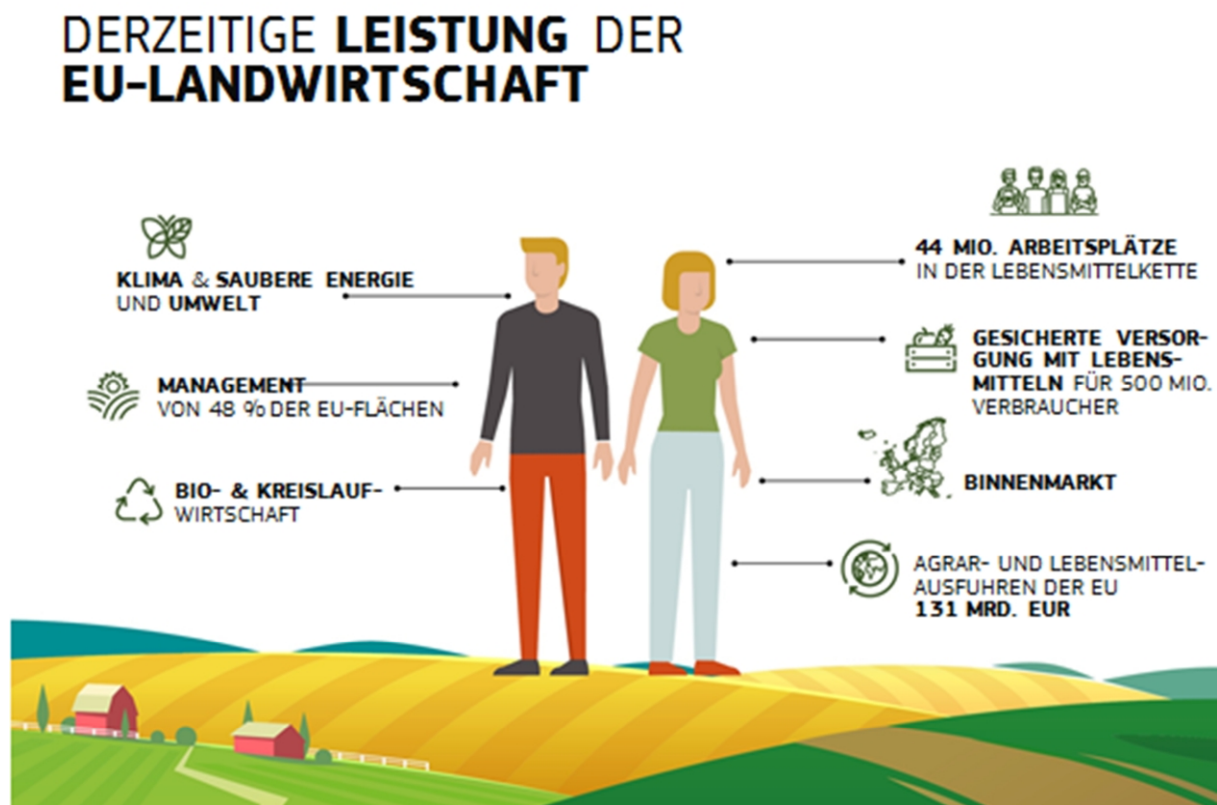 DERZEITIGE LEISTUNG DER
EU-LANDWIRTSCHAFT
KLIMA & SAUBERE ENERGIE
UND UMWELT
MANAGEMENT
VON 48 % DER EU-FLÄCHEN
BIO- & KREISLAUF-
WIRTSCHAFT
44 MIO. ARBEITSPLÄTZE
IN DER LEBENSMITTELKETTE
GESICHERTE VERSOR-
GUNG MIT LEBENS-
MITTELN FÜR 500 MIO.
VERBRAUCHER
BINNENMARKT
AGRAR- UND LEBENSMITTEL-
AUSFUHREN DER EU
131 MRD. EUR